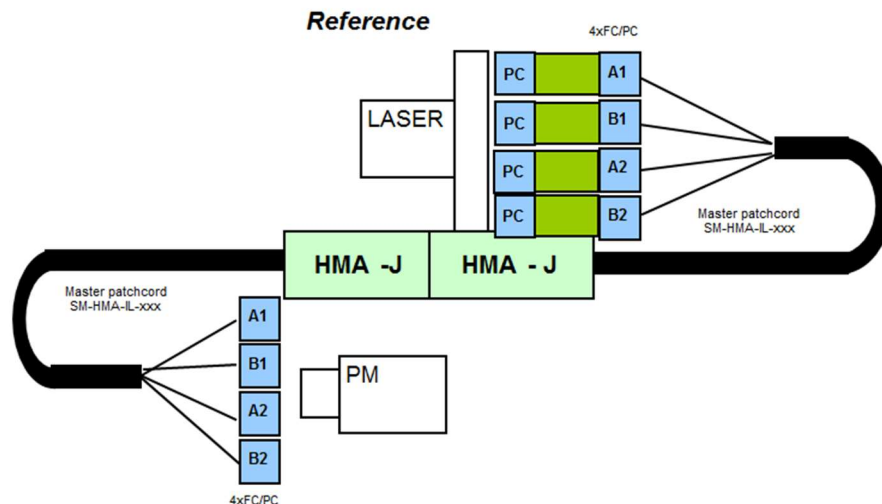 Reference
4xFC/PC
PC A1
LASER
PC B1
PC A2
PC B2
Master patchcord
SM-HMA-IL-xxx
HMA -J
HMA - J
Master patchcord
SM-HMA-IL-xxx
A1
B1
PM
A2
B2
4xFC/PC